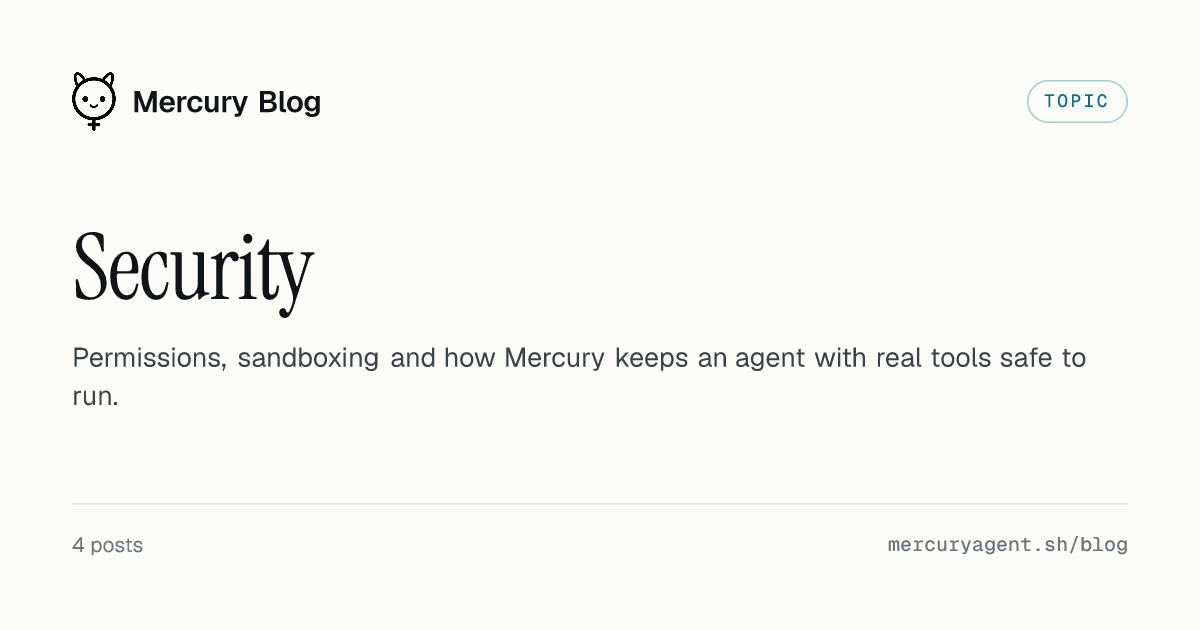 Mercury Blog
TOPIC
Security
Permissions, sandboxing and how Mercury keeps an agent with real tools safe to
run.
4 posts
mercuryagent.sh/blog